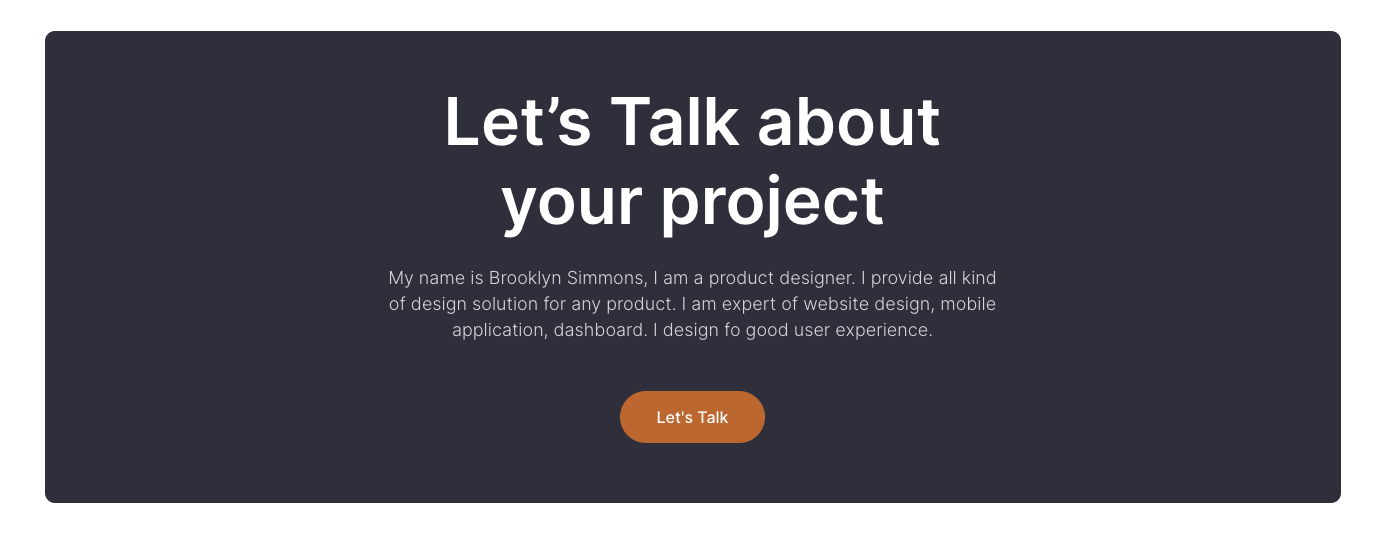 Let’s Talk about
your project
My name is Brooklyn Simmons, I am a product designer. I provide all kind
of design solution for any product. I am expert of website design, mobile
application, dashboard. I design fo good user experience.
Let's Talk